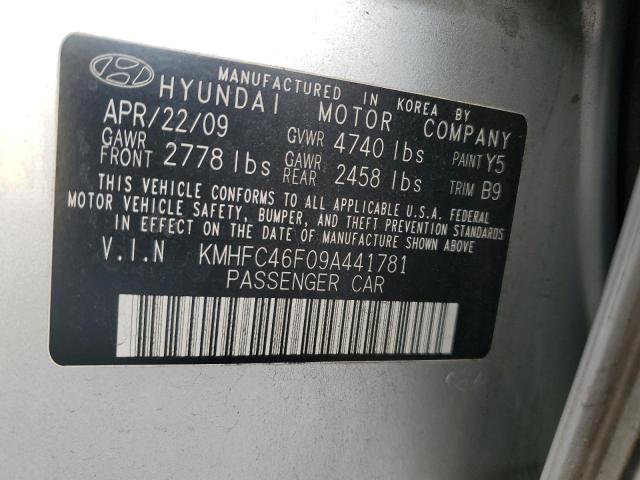 MANUFACTURED IN KOREA BY
HYUNDAI MOTOR COMPANY
APR/22/09 GVWR 4740 lbs PAINT Y5
GAWR FRONT 2778 lbs GAWR REAR 2458 lbs TRIM B9
THIS VEHICLE CONFORMS TO ALL APPLICABLE U.S.A. FEDERAL
MOTOR VEHICLE SAFETY, BUMPER, AND THEFT PREVENTION STANDARDS
IN EFFECT ON THE DATE OF MANUFACTURE SHOWN ABOVE
V.I.N KMHFC46F09A441781
PASSENGER CAR